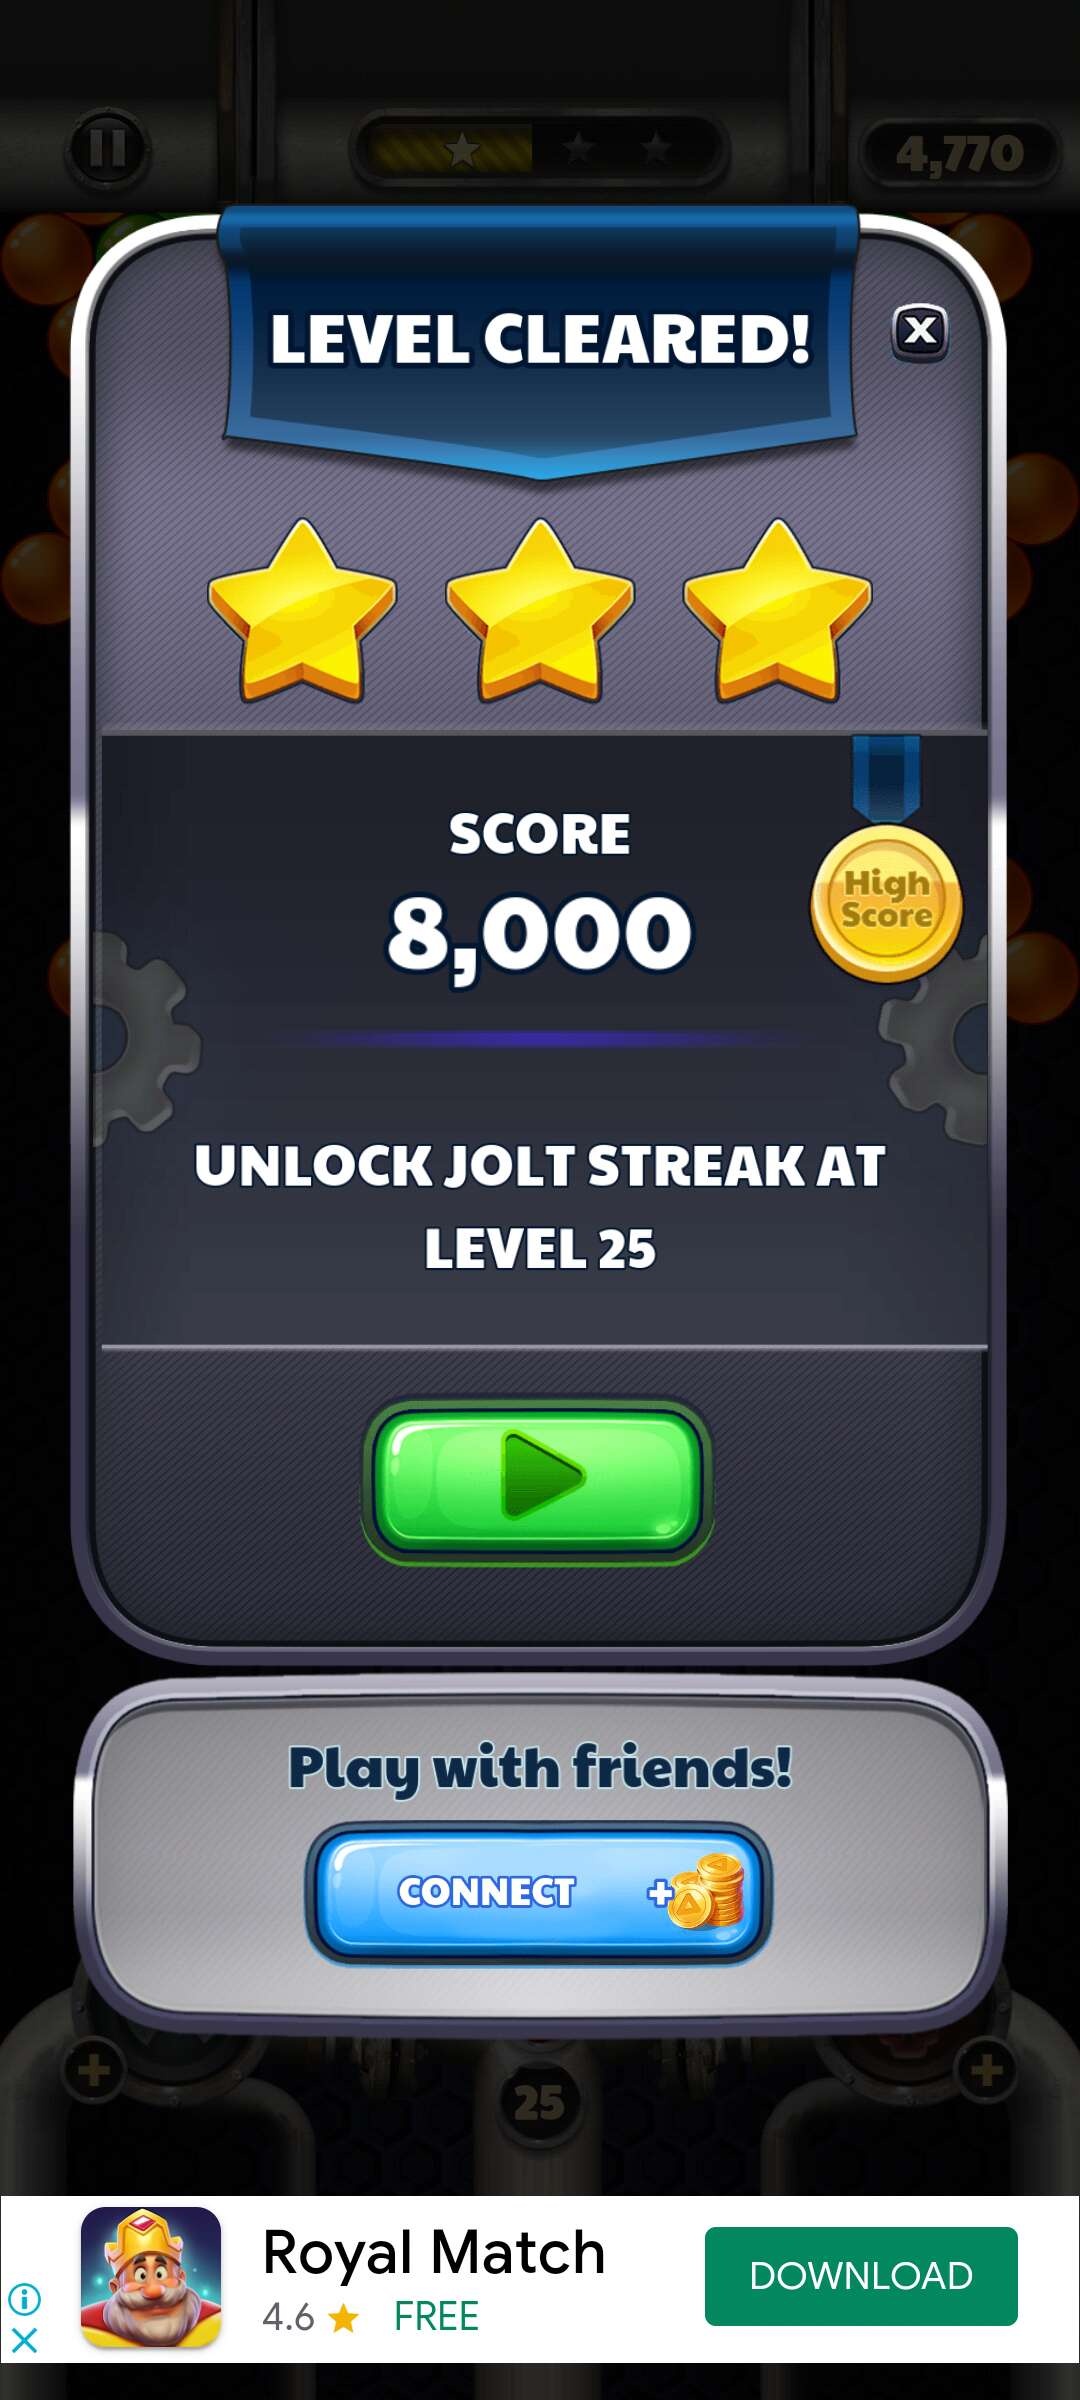 4,770
LEVEL CLEARED!
X
SCORE
8,000
High
Score
UNLOCK JOLT STREAK AT
LEVEL 25
Play with friends!
CONNECT +
+
25
+
Royal Match
4.6 FREE
DOWNLOAD